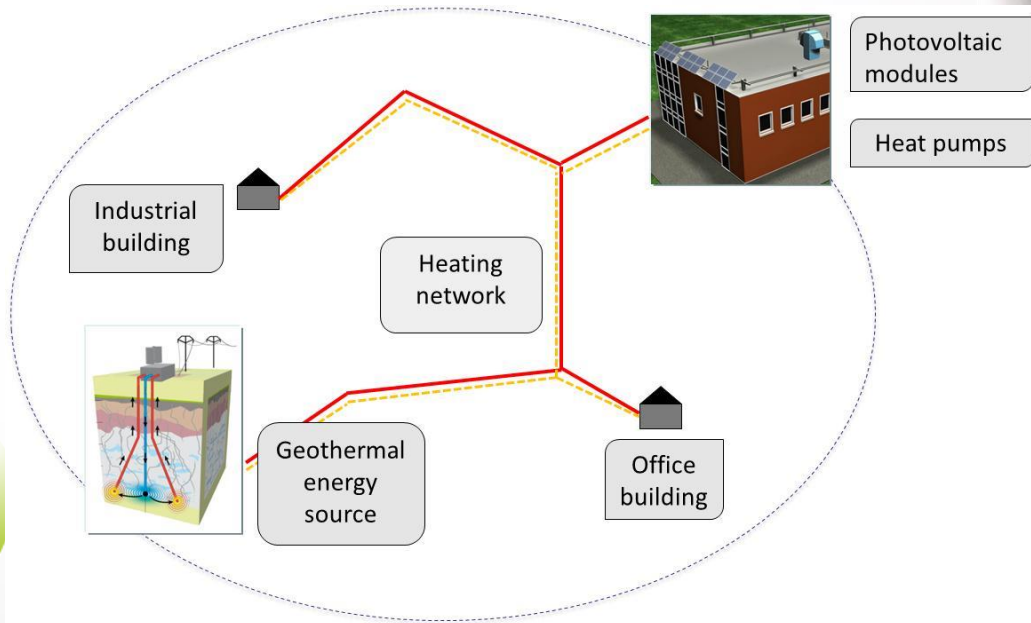 Photovoltaic
modules
Heat pumps
Industrial
building
Heating
network
Geothermal
energy
source
Office
building